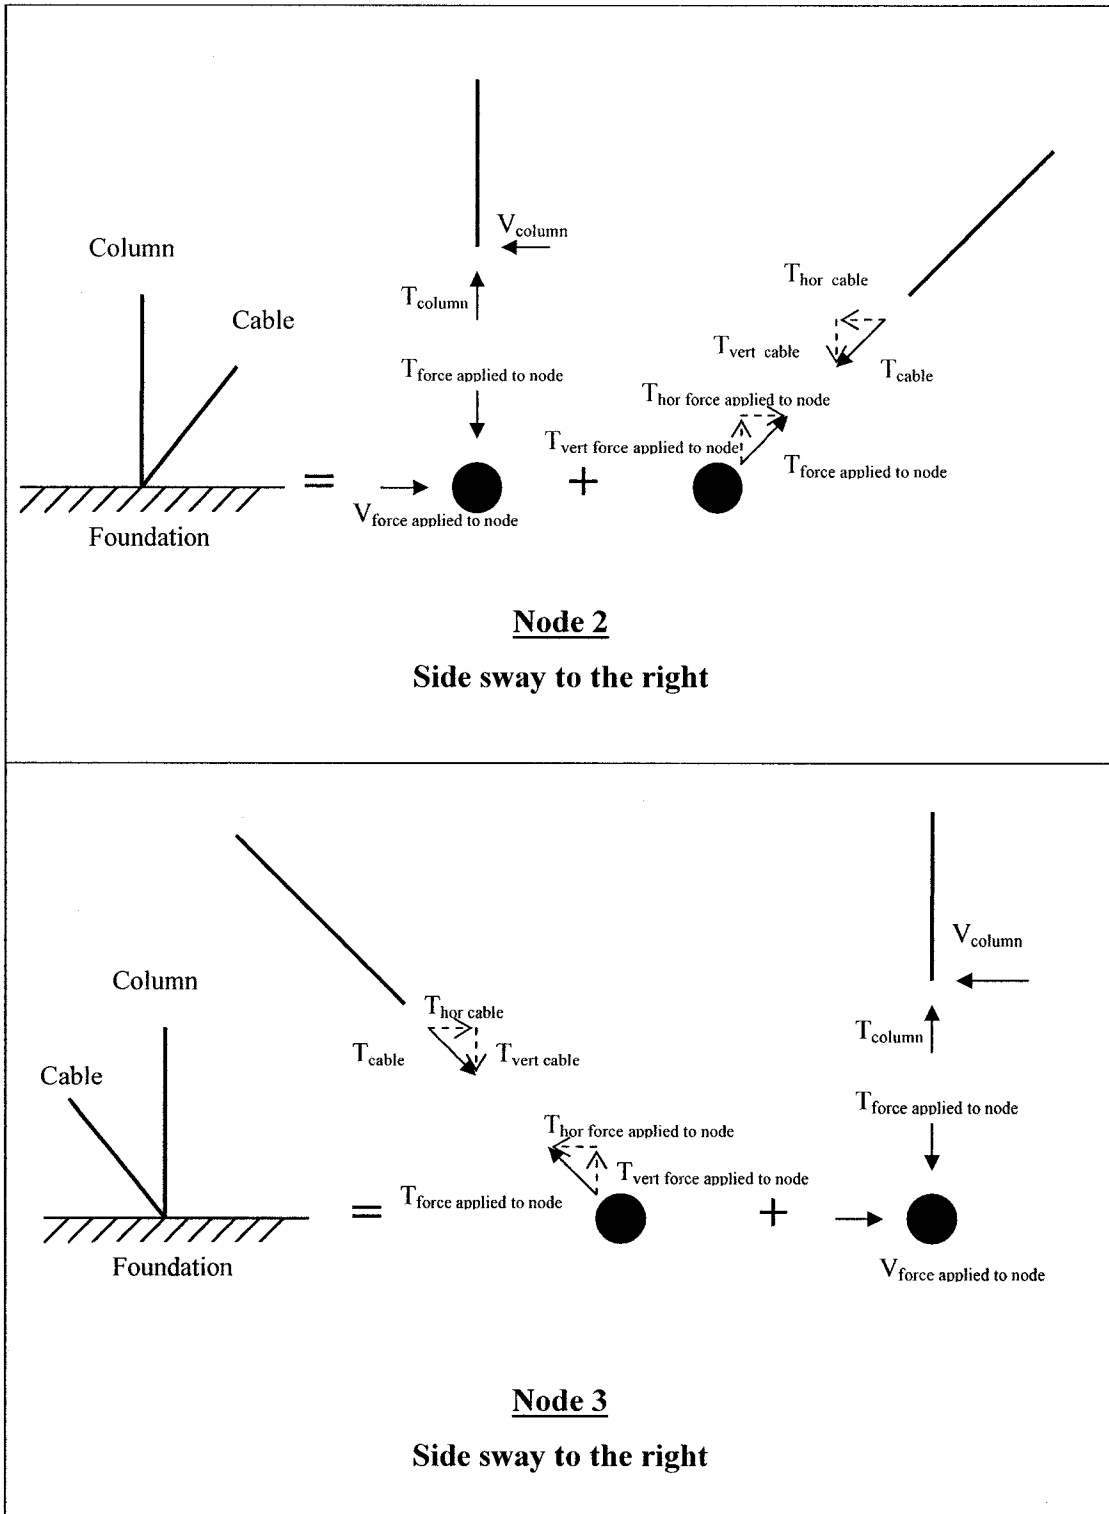 V column
Column
T hor cable
T column
Cable
T vert cable
T cable
T force applied to node
T hor force applied to node
T vert force applied to node
T force applied to node
=
+
V force applied to node
Foundation
Node 2
Side sway to the right
V column
Column
T hor cable
T column
T cable
T vert cable
Cable
T force applied to node
T hor force applied to node
T vert force applied to node
T force applied to node
=
+
Foundation
V force applied to node
Node 3
Side sway to the right